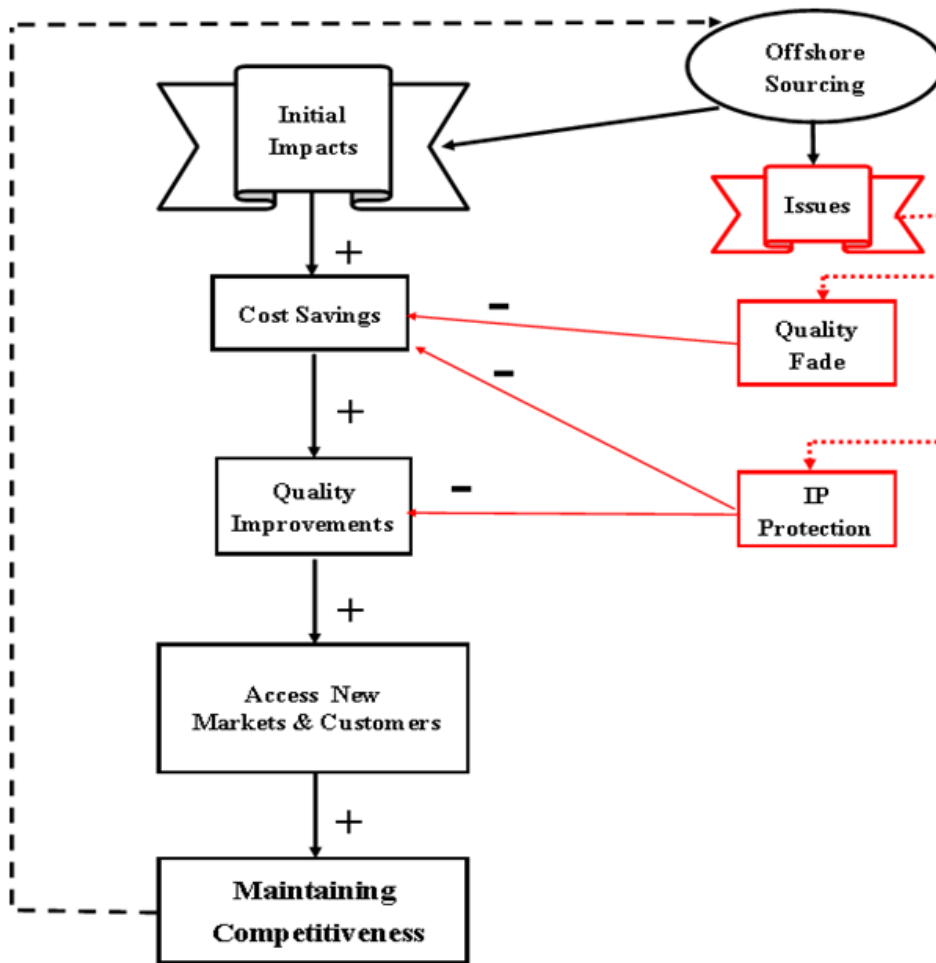 Offshore
Sourcing
Initial
Impacts
Issues
+
Cost Savings
-
Quality
Fade
-
+
Quality
Improvements
-
IP
Protection
+
Access New
Markets & Customers
+
Maintaining
Competitiveness